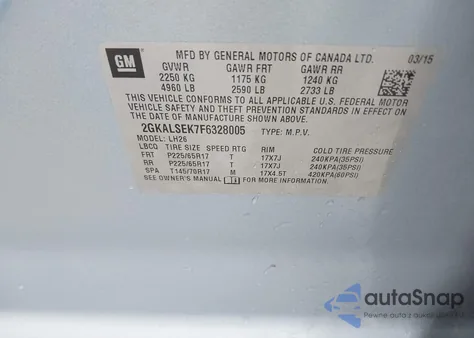 GM
MFD BY GENERAL MOTORS OF CANADA LTD. 03/15
GVWR GAWR FRT GAWR RR
2250 KG 1175 KG 1240 KG
4960 LB 2590 LB 2733 LB
THIS VEHICLE CONFORMS TO ALL APPLICABLE U.S. FEDERAL
MOTOR VEHICLE SAFETY AND THEFT PREVENTION
STANDARDS IN EFFECT ON THE
DATE OF MANUFACTURE SHOWN ABOVE.
2GKALSEK7F6328005 TYPE: M.P.V.
MODEL: LH26
LBCQ TIRE SIZE SPEED RTG RIM COLD TIRE PRESSURE
FRT P225/65R17 T 17X7J 240KPA(35PSI)
RR P225/65R17 T 17X7J 240KPA(35PSI)
SPA T145/70R17 M 17X4.5T 420KPA(60PSI)
SEE OWNER'S MANUAL FOR MORE INFORMATION.
autoSnap
POWERED BY